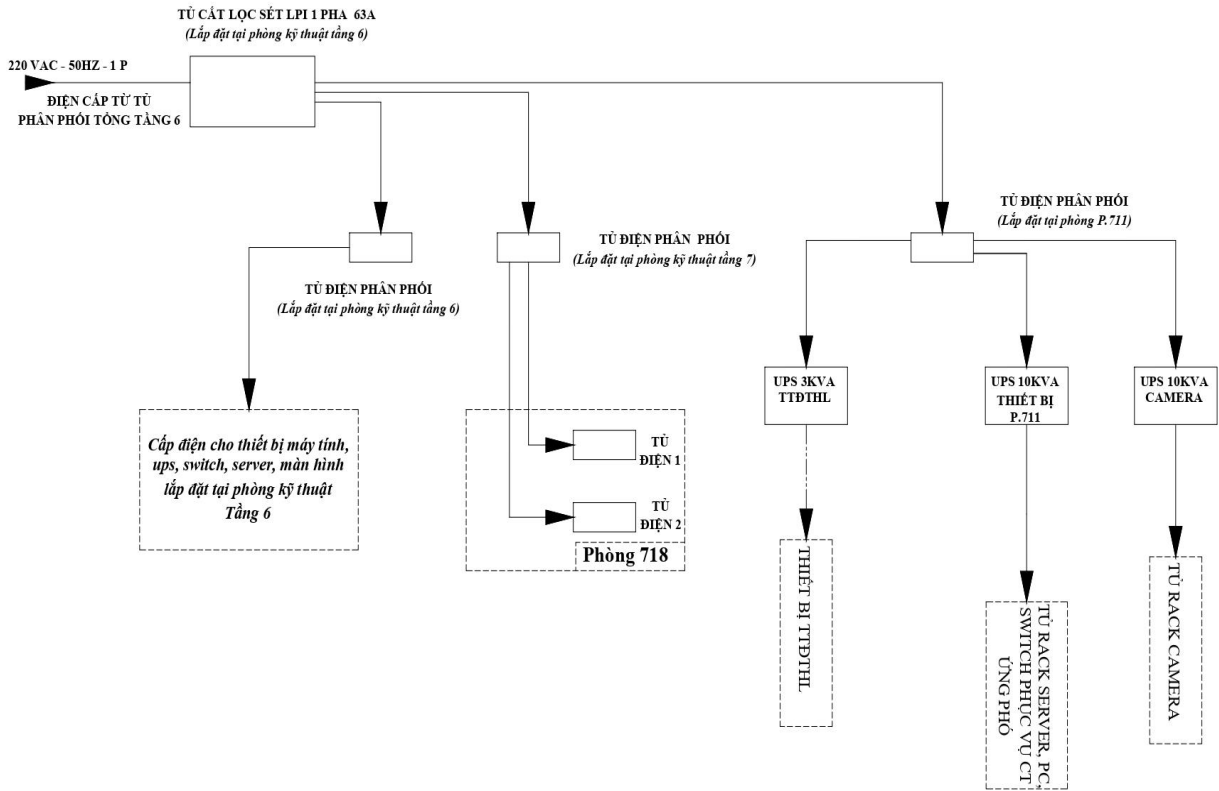 TỦ CẮT LỌC SÉT LPI 1 PHA 63A
(Lắp đặt tại phòng kỹ thuật tầng 6)
220 VAC - 50HZ - 1 P
ĐIỆN CẤP TỪ TỦ
PHÂN PHỐI TỔNG TẦNG 6
TỦ ĐIỆN PHÂN PHỐI
(Lắp đặt tại phòng P.711)
TỦ ĐIỆN PHÂN PHỐI
(Lắp đặt tại phòng kỹ thuật tầng 7)
TỦ ĐIỆN PHÂN PHỐI
(Lắp đặt tại phòng kỹ thuật tầng 6)
UPS 3KVA
TTĐTHL
UPS 10KVA
THIẾT BỊ
P.711
UPS 10KVA
CAMERA
Cấp điện cho thiết bị máy tính,
ups, switch, server, màn hình
lắp đặt tại phòng kỹ thuật
Tầng 6
TỦ
ĐIỆN 1
TỦ
ĐIỆN 2
Phòng 718
THIẾT BỊ TTĐTHL
TỦ RACK SERVER, PC,
SWITCH PHỤC VỤ CT
ỨNG PHÓ
TỦ RACK CAMERA